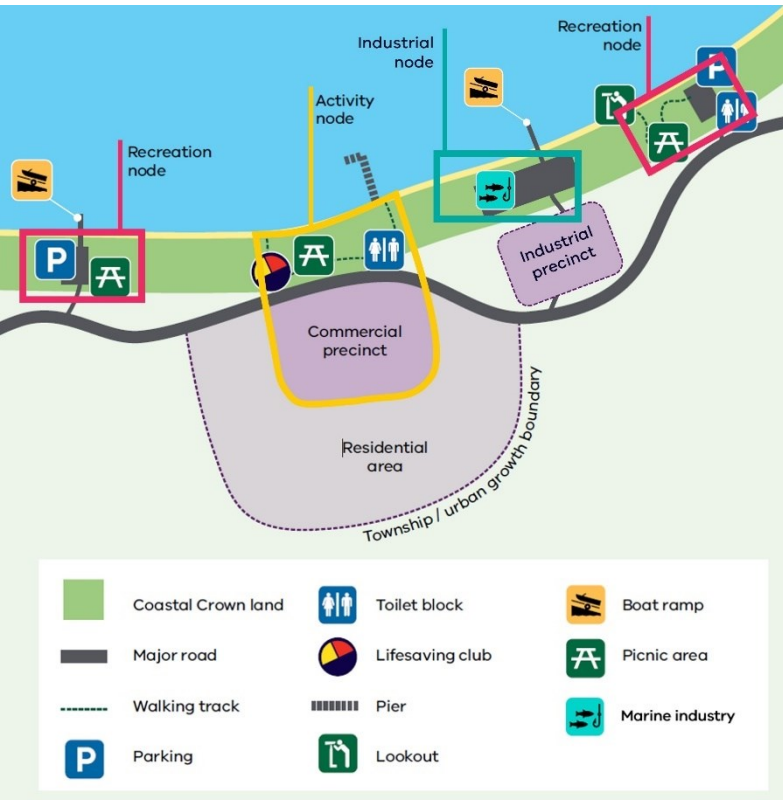 Recreation
node
Industrial
node
Activity
node
Recreation
node
P
P
Industrial
precinct
Commercial
precinct
Residential
area
Township / urban growth boundary
Coastal Crown land
Toilet block
Boat ramp
Major road
Lifesaving club
Picnic area
Walking track
Pier
Marine industry
P
Parking
Lookout